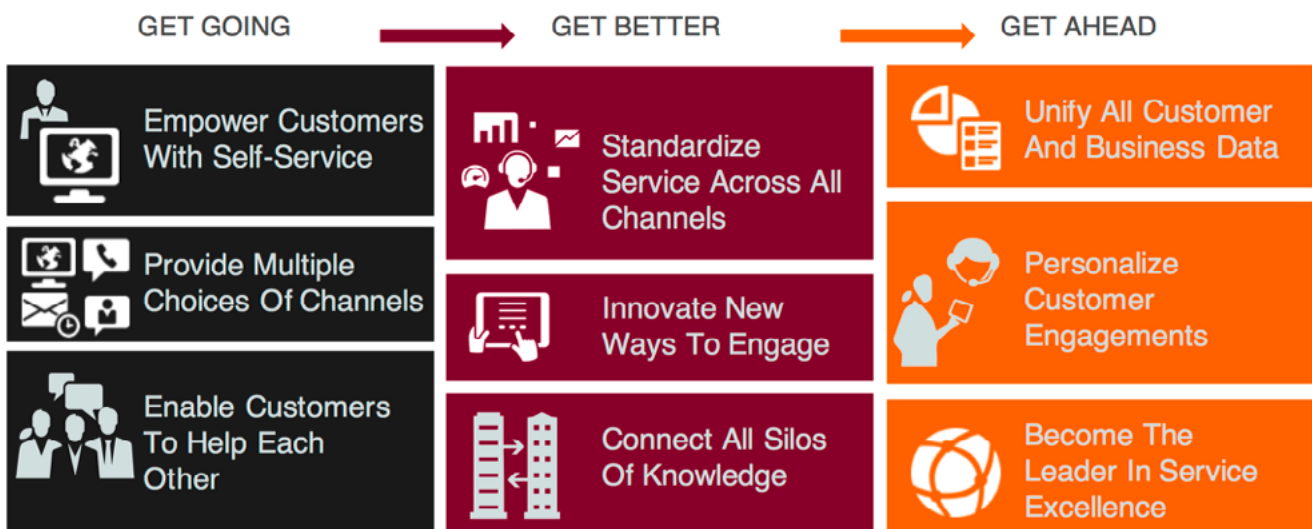 GET GOING
GET BETTER
GET AHEAD
Empower Customers
With Self-Service
Provide Multiple
Choices Of Channels
Enable Customers
To Help Each
Other
Standardize
Service Across All
Channels
Innovate New
Ways To Engage
Connect All Silos
Of Knowledge
Unify All Customer
And Business Data
Personalize
Customer
Engagements
Become The
Leader In Service
Excellence